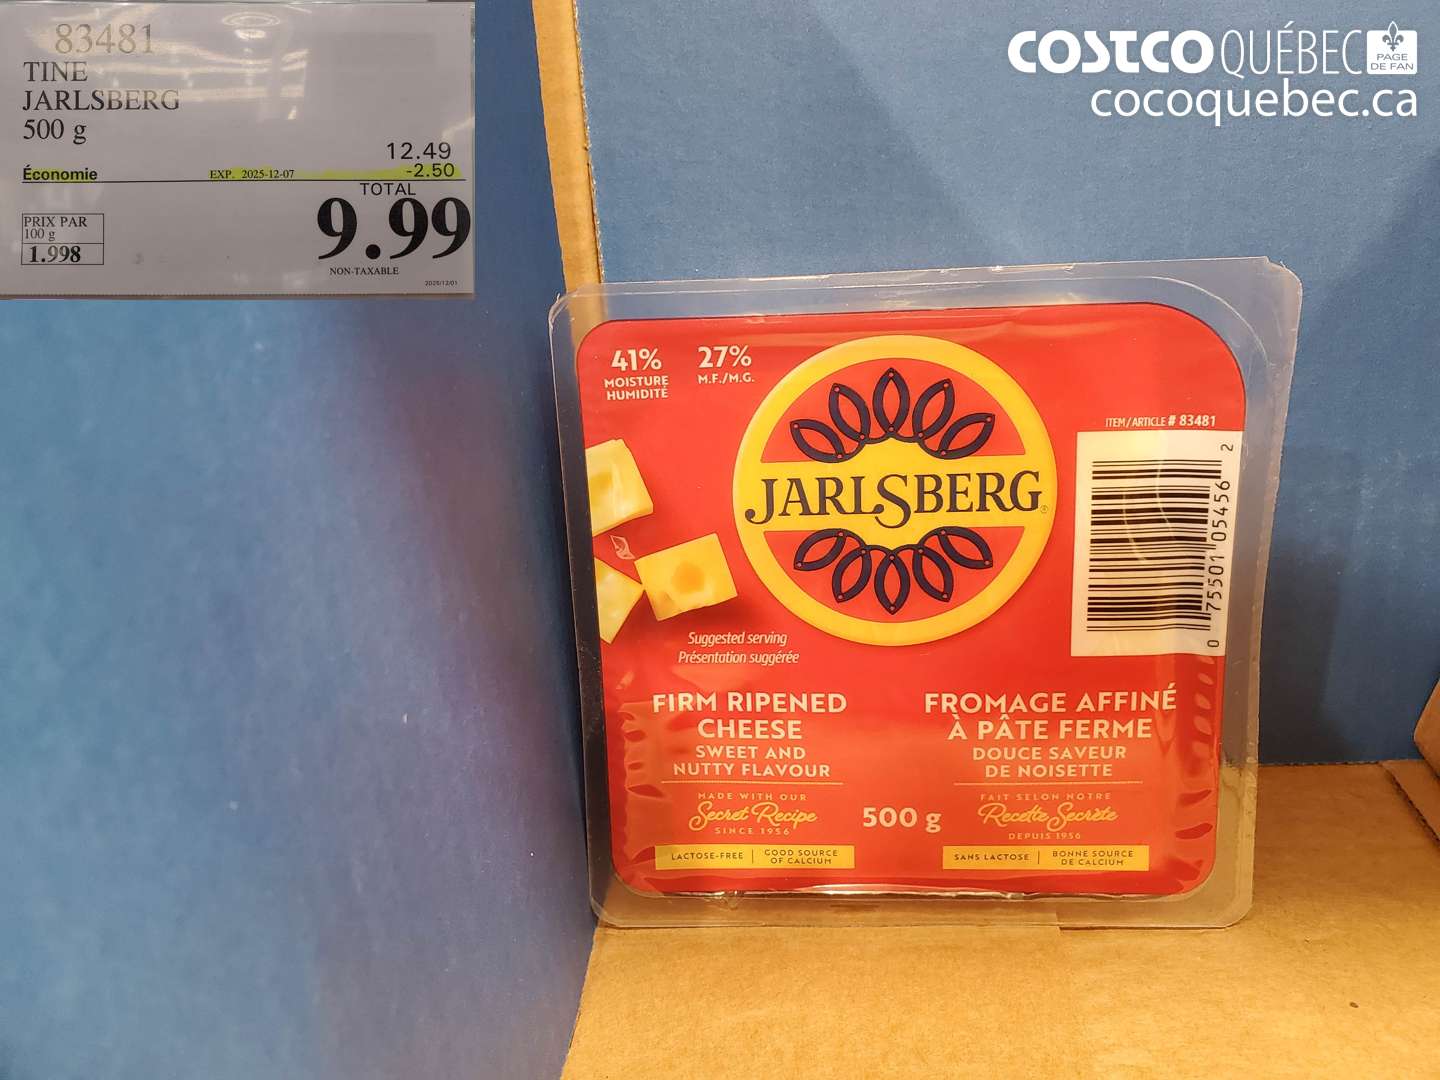 83481
TINE
JARLSBERG
500 g
12.49
Économie EXP. 2025-12-07 -2.50
TOTAL
9.99
PRIX PAR
100 g
1.998
NON-TAXABLE
2025/12/01
COSTCO QUÉBEC PAGE DE FAN
cocoquebec.ca
41% 27%
MOISTURE M.F./M.G.
HUMIDITÉ
ITEM/ARTICLE # 83481
JARLSBERG®
0 75501 05456 2
Suggested serving
Présentation suggérée
FIRM RIPENED
CHEESE
SWEET AND
NUTTY FLAVOUR
MADE WITH OUR
Secret Recipe
SINCE 1956
LACTOSE-FREE | GOOD SOURCE
OF CALCIUM
500 g
FROMAGE AFFINÉ
À PÂTE FERME
DOUCE SAVEUR
DE NOISETTE
FAIT SELON NOTRE
Recette Secrète
DEPUIS 1956
SANS LACTOSE | BONNE SOURCE
DE CALCIUM